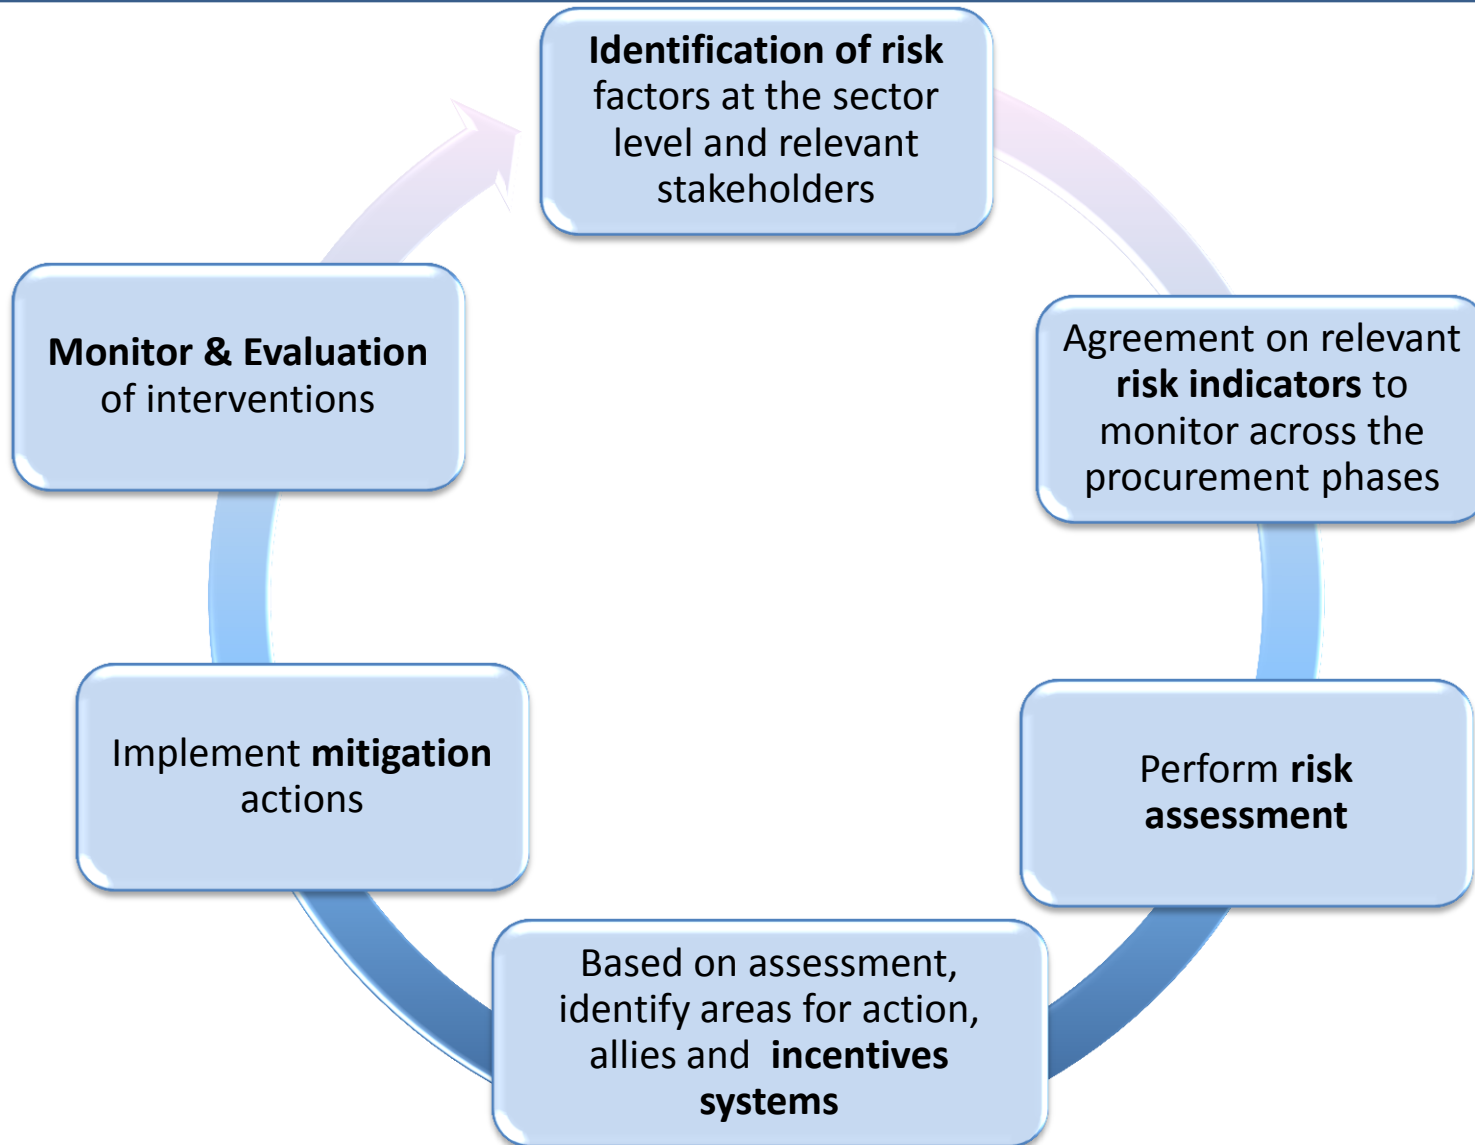 Identification of risk
factors at the sector
level and relevant
stakeholders
Agreement on relevant
risk indicators to
monitor across the
procurement phases
Perform risk
assessment
Based on assessment,
identify areas for action,
allies and incentives
systems
Implement mitigation
actions
Monitor & Evaluation
of interventions